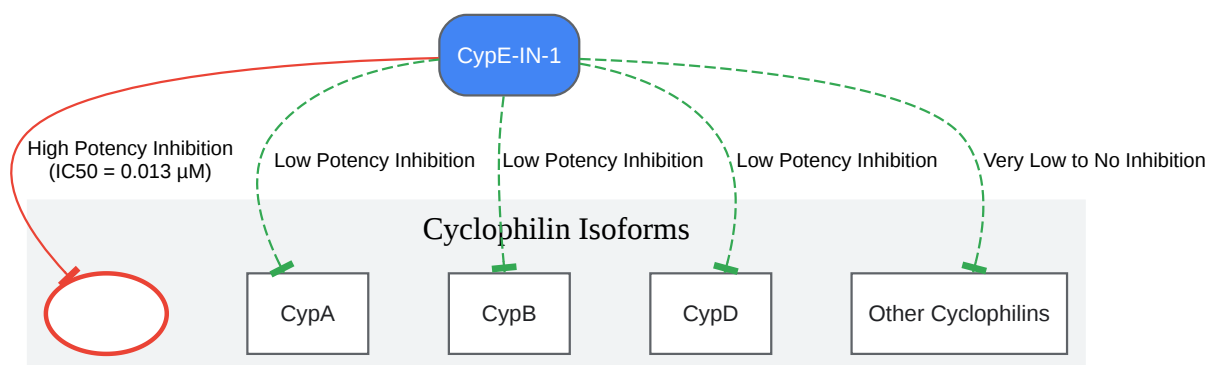 CypE-IN-1
High Potency Inhibition
(IC50 = 0.013 µM)
Low Potency Inhibition
Low Potency Inhibition
Low Potency Inhibition
Very Low to No Inhibition
Cyclophilin Isoforms
CypA
CypB
CypD
Other Cyclophilins